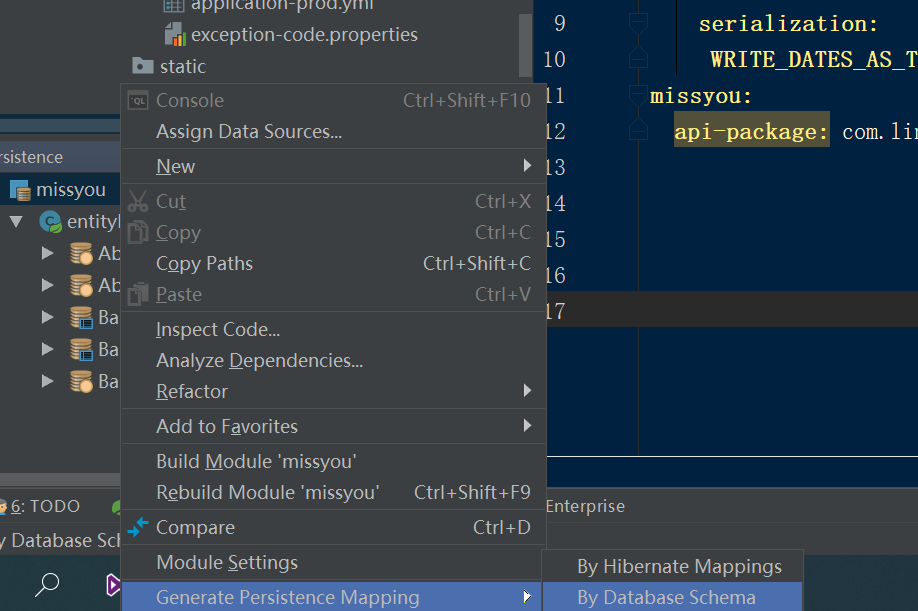 application-prod.yml
exception-code.properties
static
rsistence
missyou
entity
Ab
Ab
Ba
Ba
Ba
6: TODO
y Database Sch
Console Ctrl+Shift+F10
Assign Data Sources...
New
Cut Ctrl+X
Copy Ctrl+C
Copy Paths Ctrl+Shift+C
Paste Ctrl+V
Inspect Code...
Analyze Dependencies...
Refactor
Add to Favorites
Build Module 'missyou'
Rebuild Module 'missyou' Ctrl+Shift+F9
Compare Ctrl+D
Module Settings
Generate Persistence Mapping
By Hibernate Mappings
By Database Schema
9 serialization:
10 WRITE_DATES_AS_T
11 missyou:
12 api-package: com.lin
13
14
15
16
17
Enterprise